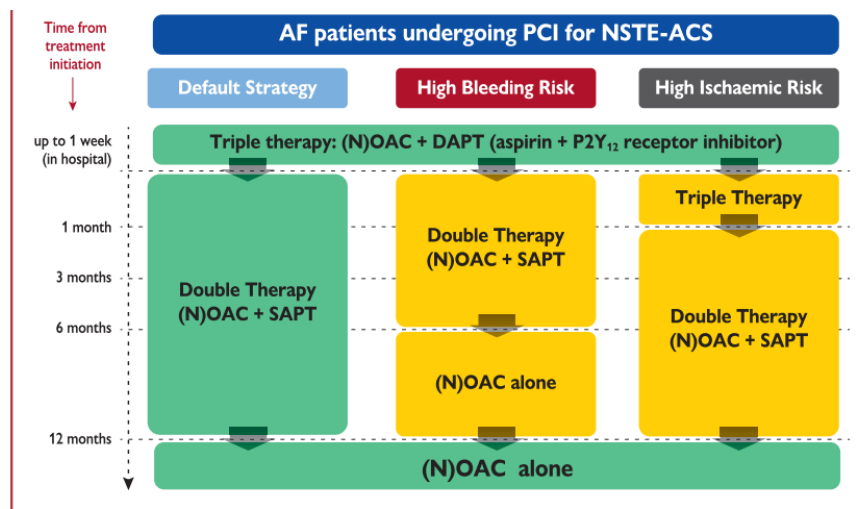 Time from
treatment
initiation
AF patients undergoing PCI for NSTE-ACS
Default Strategy
High Bleeding Risk
High Ischaemic Risk
up to 1 week
(in hospital)
Triple therapy: (N)OAC + DAPT (aspirin + P2Y₁₂ receptor inhibitor)
Triple Therapy
1 month
Double Therapy
(N)OAC + SAPT
3 months
Double Therapy
(N)OAC + SAPT
Double Therapy
(N)OAC + SAPT
6 months
(N)OAC alone
12 months
(N)OAC alone